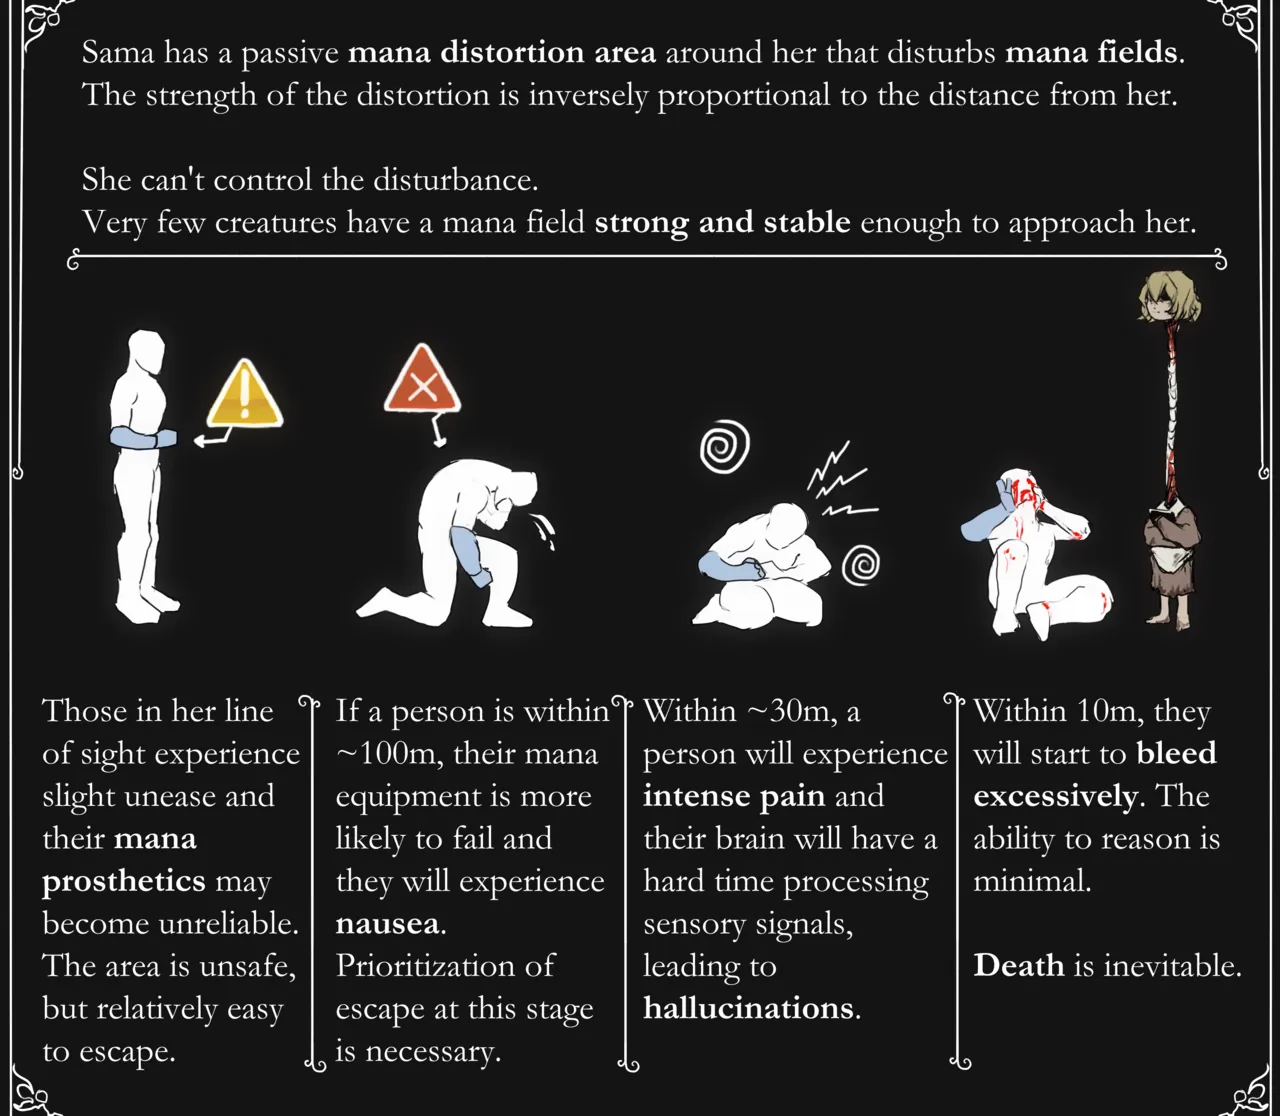 Sama has a passive mana distortion area around her that disturbs mana fields.
The strength of the distortion is inversely proportional to the distance from her.
She can't control the disturbance.
Very few creatures have a mana field strong and stable enough to approach her.
Those in her line
of sight experience
slight unease and
their mana
prosthetics may
become unreliable.
The area is unsafe,
but relatively easy
to escape.
If a person is within
~100m, their mana
equipment is more
likely to fail and
they will experience
nausea.
Prioritization of
escape at this stage
is necessary.
Within ~30m, a
person will experience
intense pain and
their brain will have a
hard time processing
sensory signals,
leading to
hallucinations.
Within 10m, they
will start to bleed
excessively. The
ability to reason is
minimal.
Death is inevitable.